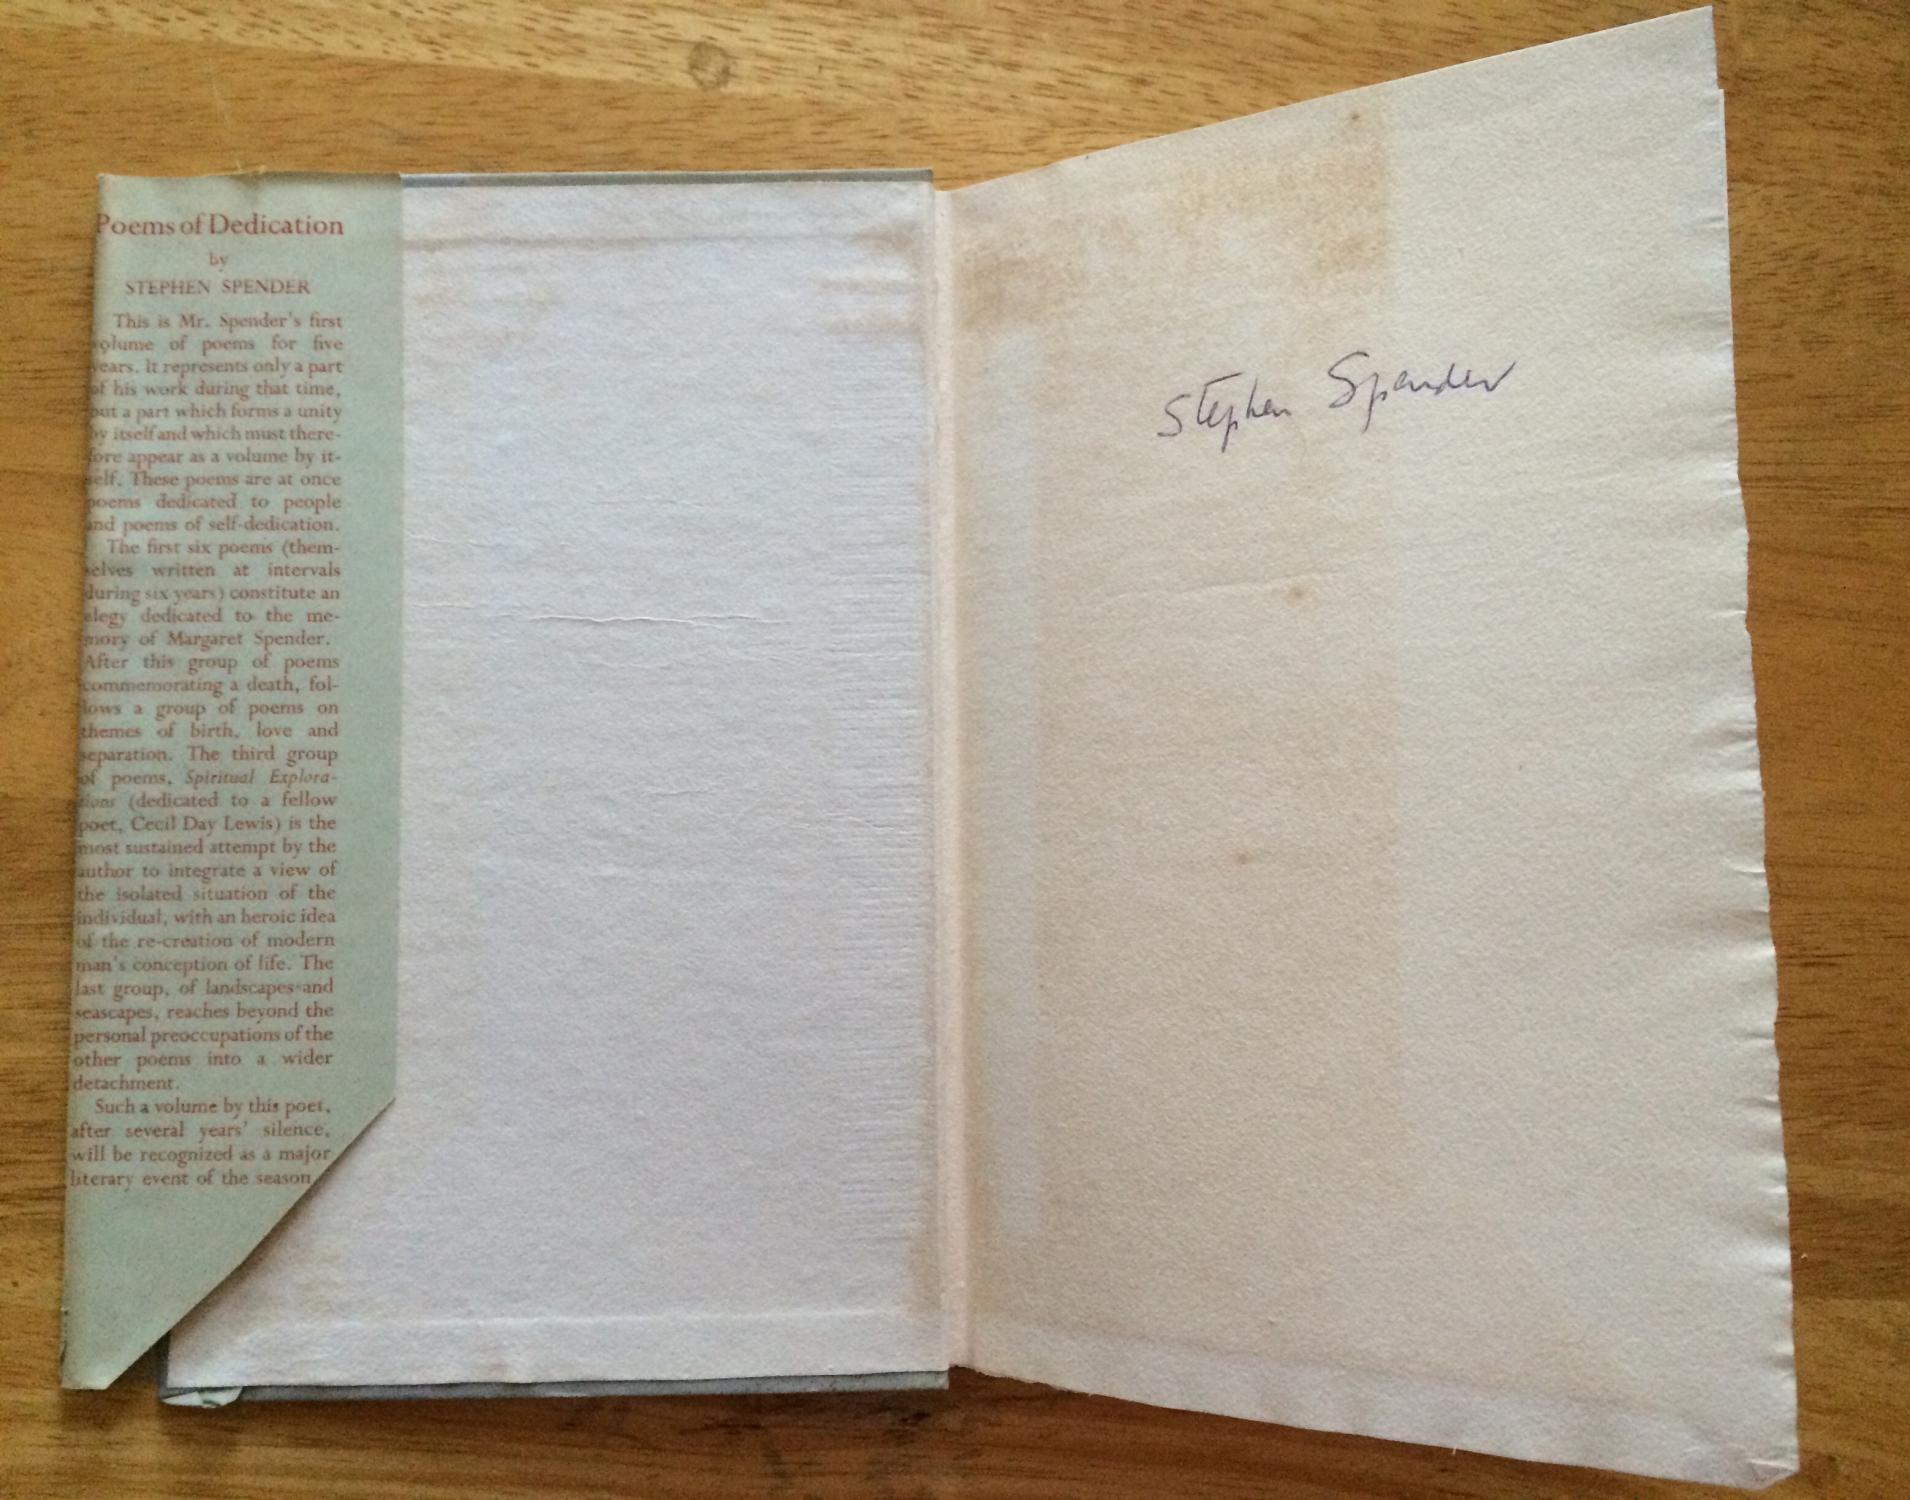 Poems of Dedication
by
STEPHEN SPENDER
This is Mr. Spender's first
volume of poems for five
years. It represents only a part
of his work during that time,
but a part which forms a unity
by itself and which must there-
fore appear as a volume by it-
self. These poems are at once
poems dedicated to people
and poems of self-dedication.
The first six poems (them-
selves written at intervals
during six years) constitute an
elegy dedicated to the me-
mory of Margaret Spender.
After this group of poems
commemorating a death, fol-
lows a group of poems on
themes of birth, love and
separation. The third group
of poems, Spiritual Explora-
tions (dedicated to a fellow
poet, Cecil Day Lewis) is the
most sustained attempt by the
author to integrate a view of
the isolated situation of the
individual, with an heroic idea
of the re-creation of modern
man's conception of life. The
last group, of landscapes and
seascapes, reaches beyond the
personal preoccupations of the
other poems into a wider
detachment.
Such a volume by this poet,
after several years' silence,
will be recognized as a major
literary event of the season.
Stephen Spender